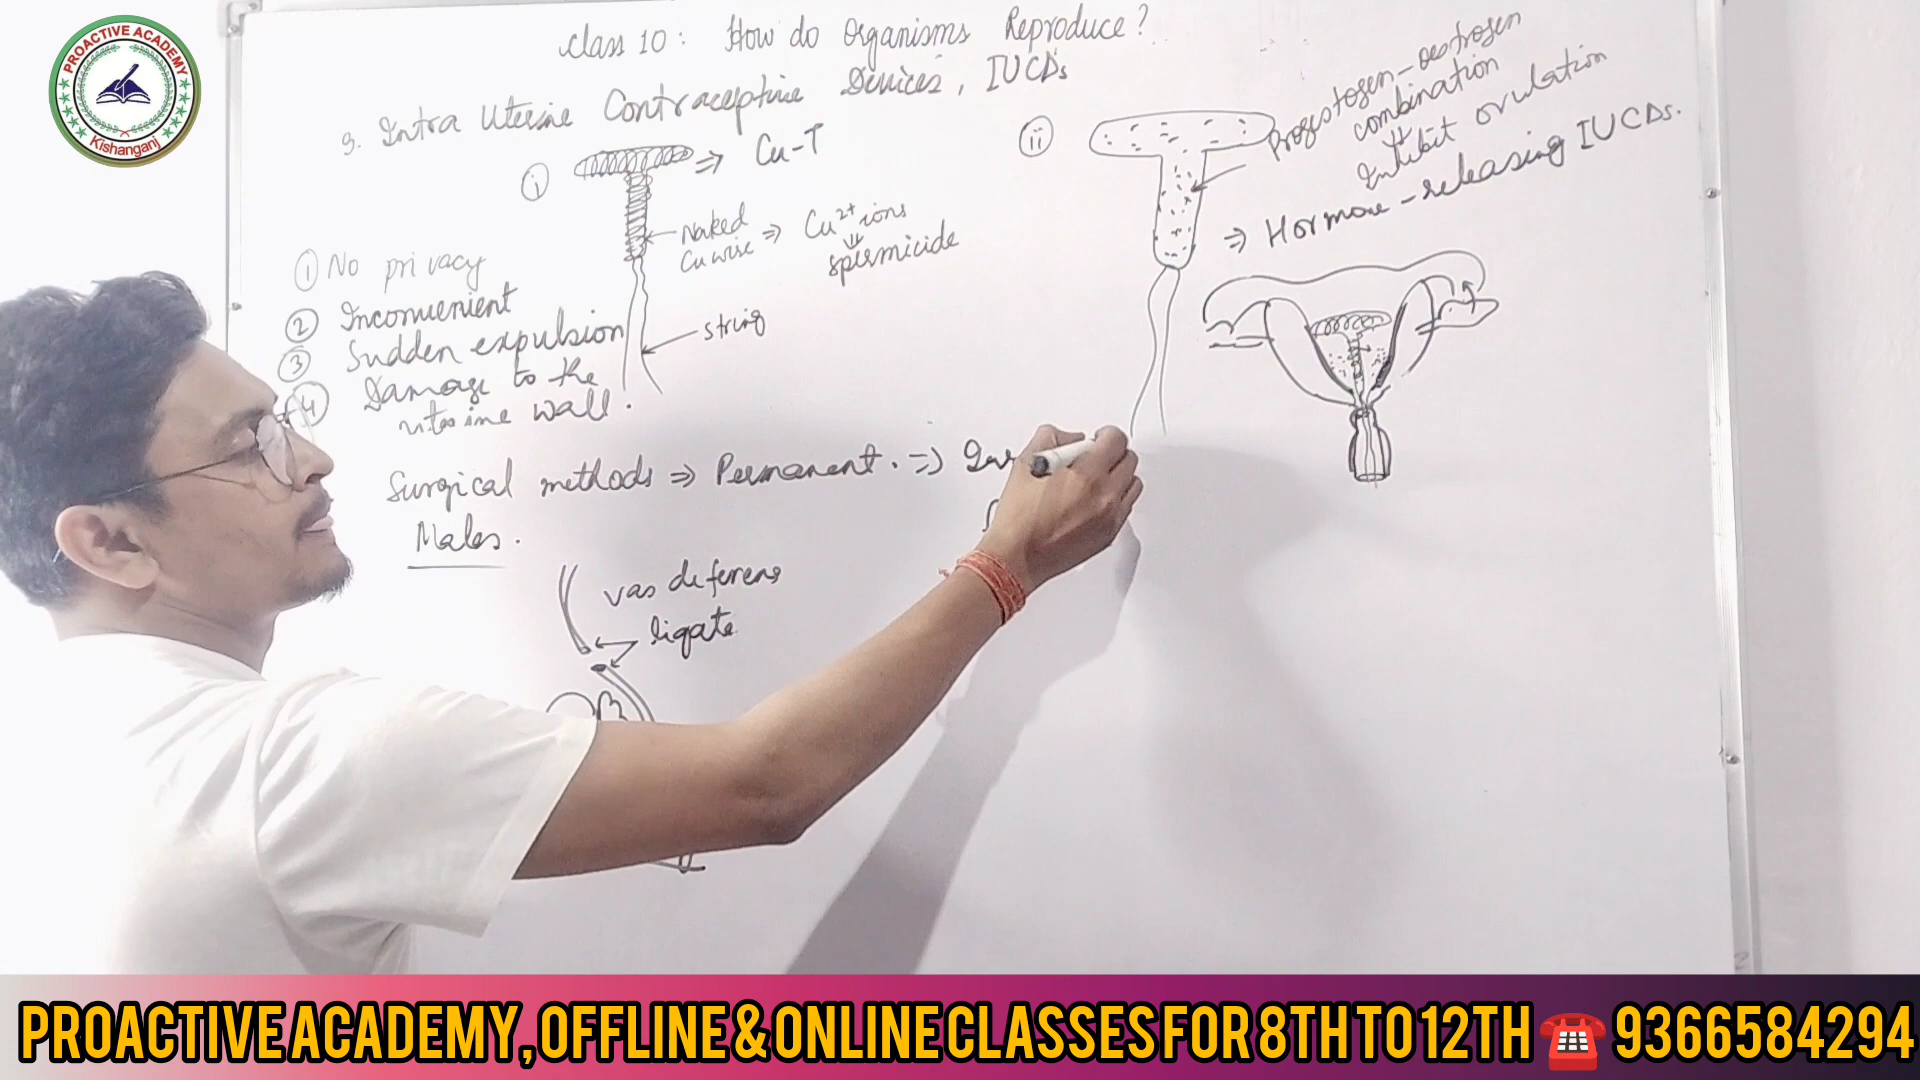 PROACTIVE ACADEMY
Kishanganj
Class 10: How do Organisms Reproduce?
3. Intra Uterine Contraceptive Devices, IUCDs
i
⇒ Cu-T
Naked Cu wire ⇒ Cu2+ ions
⇓
spermicide
string
① No privacy
② Inconvenient
③ Sudden expulsion
④ Damage to the
uterine wall.
ii
Progestogen-oestrogen
combination
⇓
Inhibit ovulation
⇒ Hormone-releasing IUCDs.
Surgical methods ⇒ Permanent. ⇒
Males.
vas deferens
ligate
PROACTIVE ACADEMY, OFFLINE & ONLINE CLASSES FOR 8TH TO 12TH ☎ 9366584294